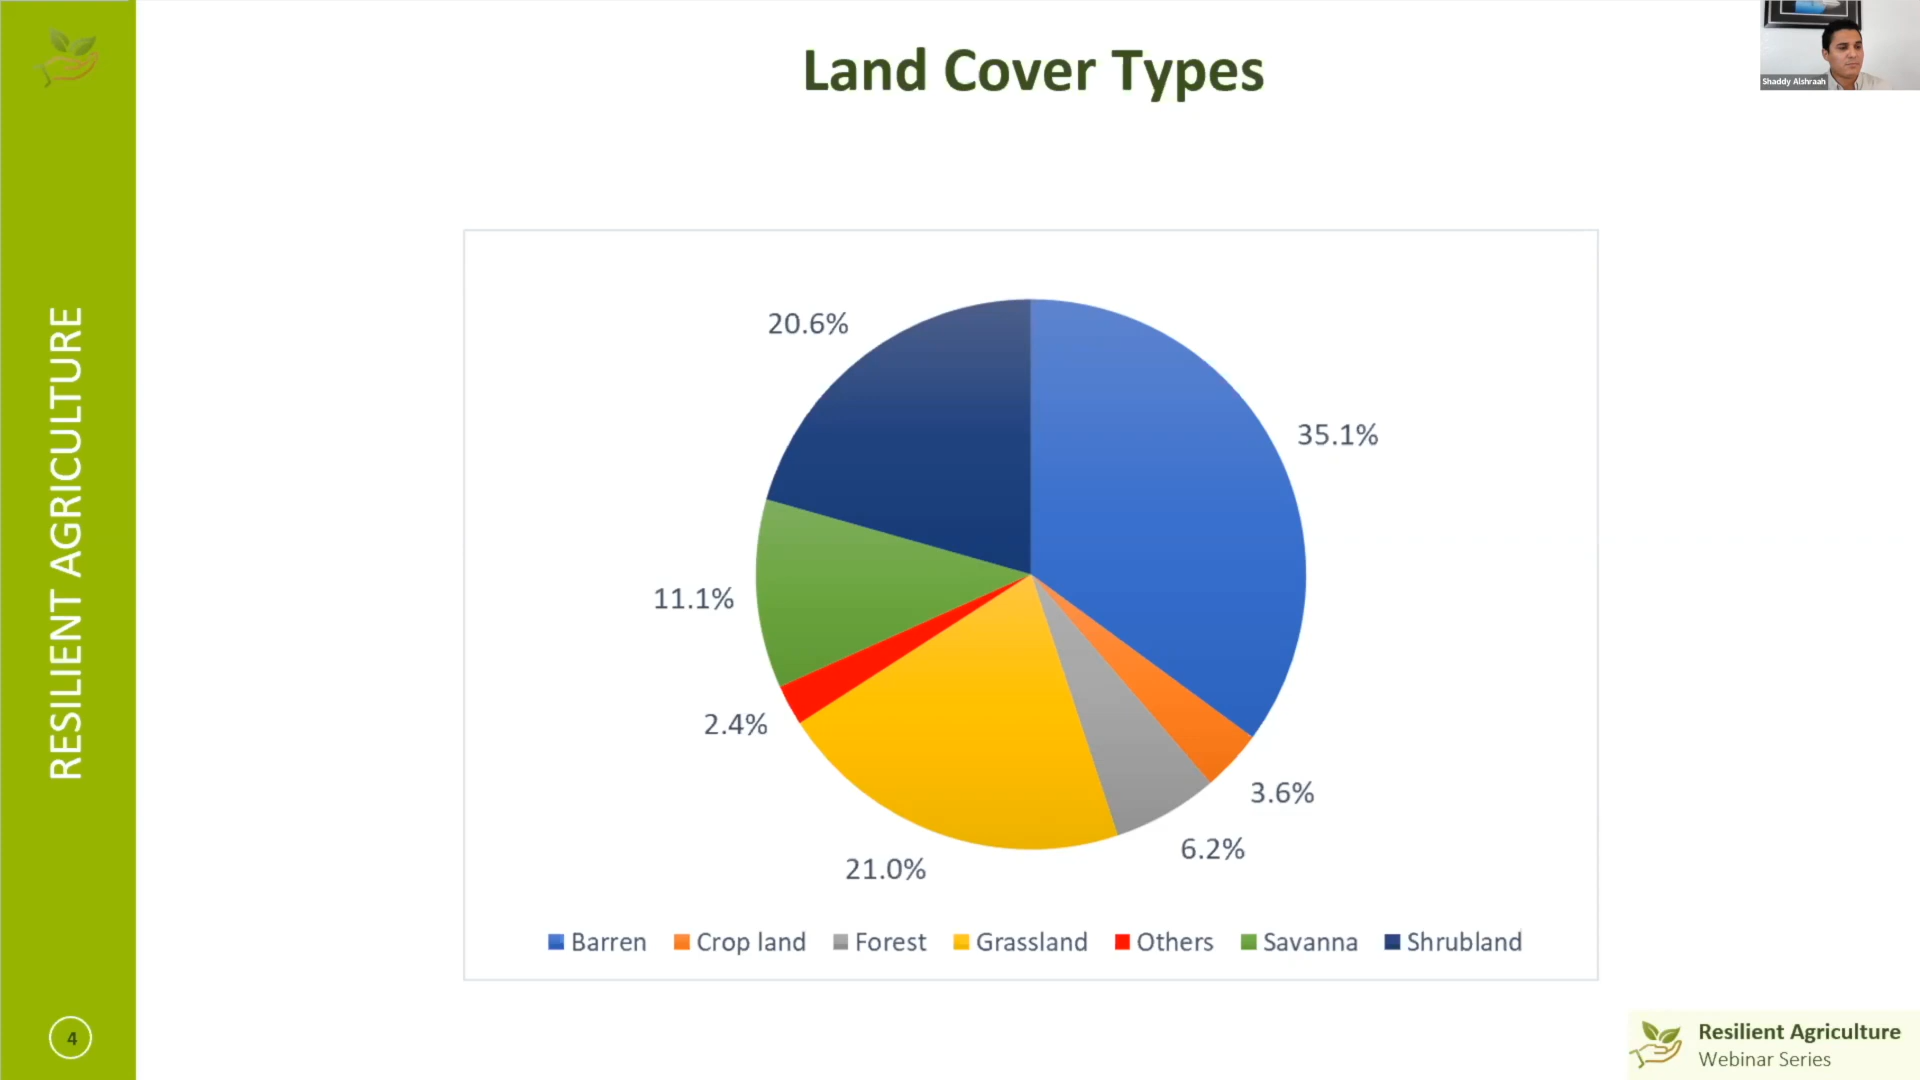 Land Cover Types
Shaddy Alshraah
RESILIENT AGRICULTURE
20.6%
35.1%
11.1%
2.4%
3.6%
6.2%
21.0%
Barren Crop land Forest Grassland Others Savanna Shrubland
4
Resilient Agriculture
Webinar Series